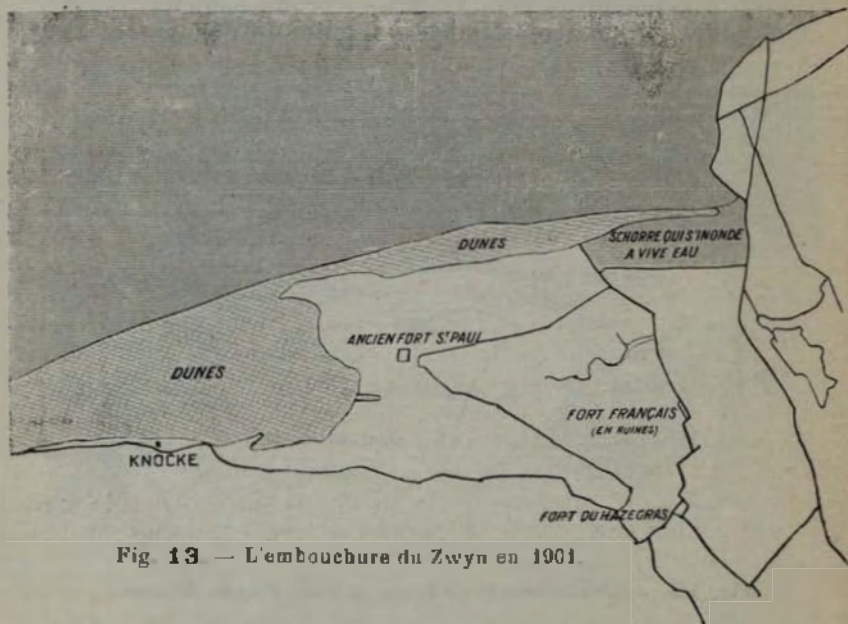 DUNES
SCHORRE QUI S'INONDE
A VIVE EAU
ANCIEN FORT ST PAUL
DUNES
FORT FRANÇAIS
(EN RUINES)
KNOCKE
FORT DU HAZEGRAS
Fig. 13 — L'embouchure du Zwyn en 1901.